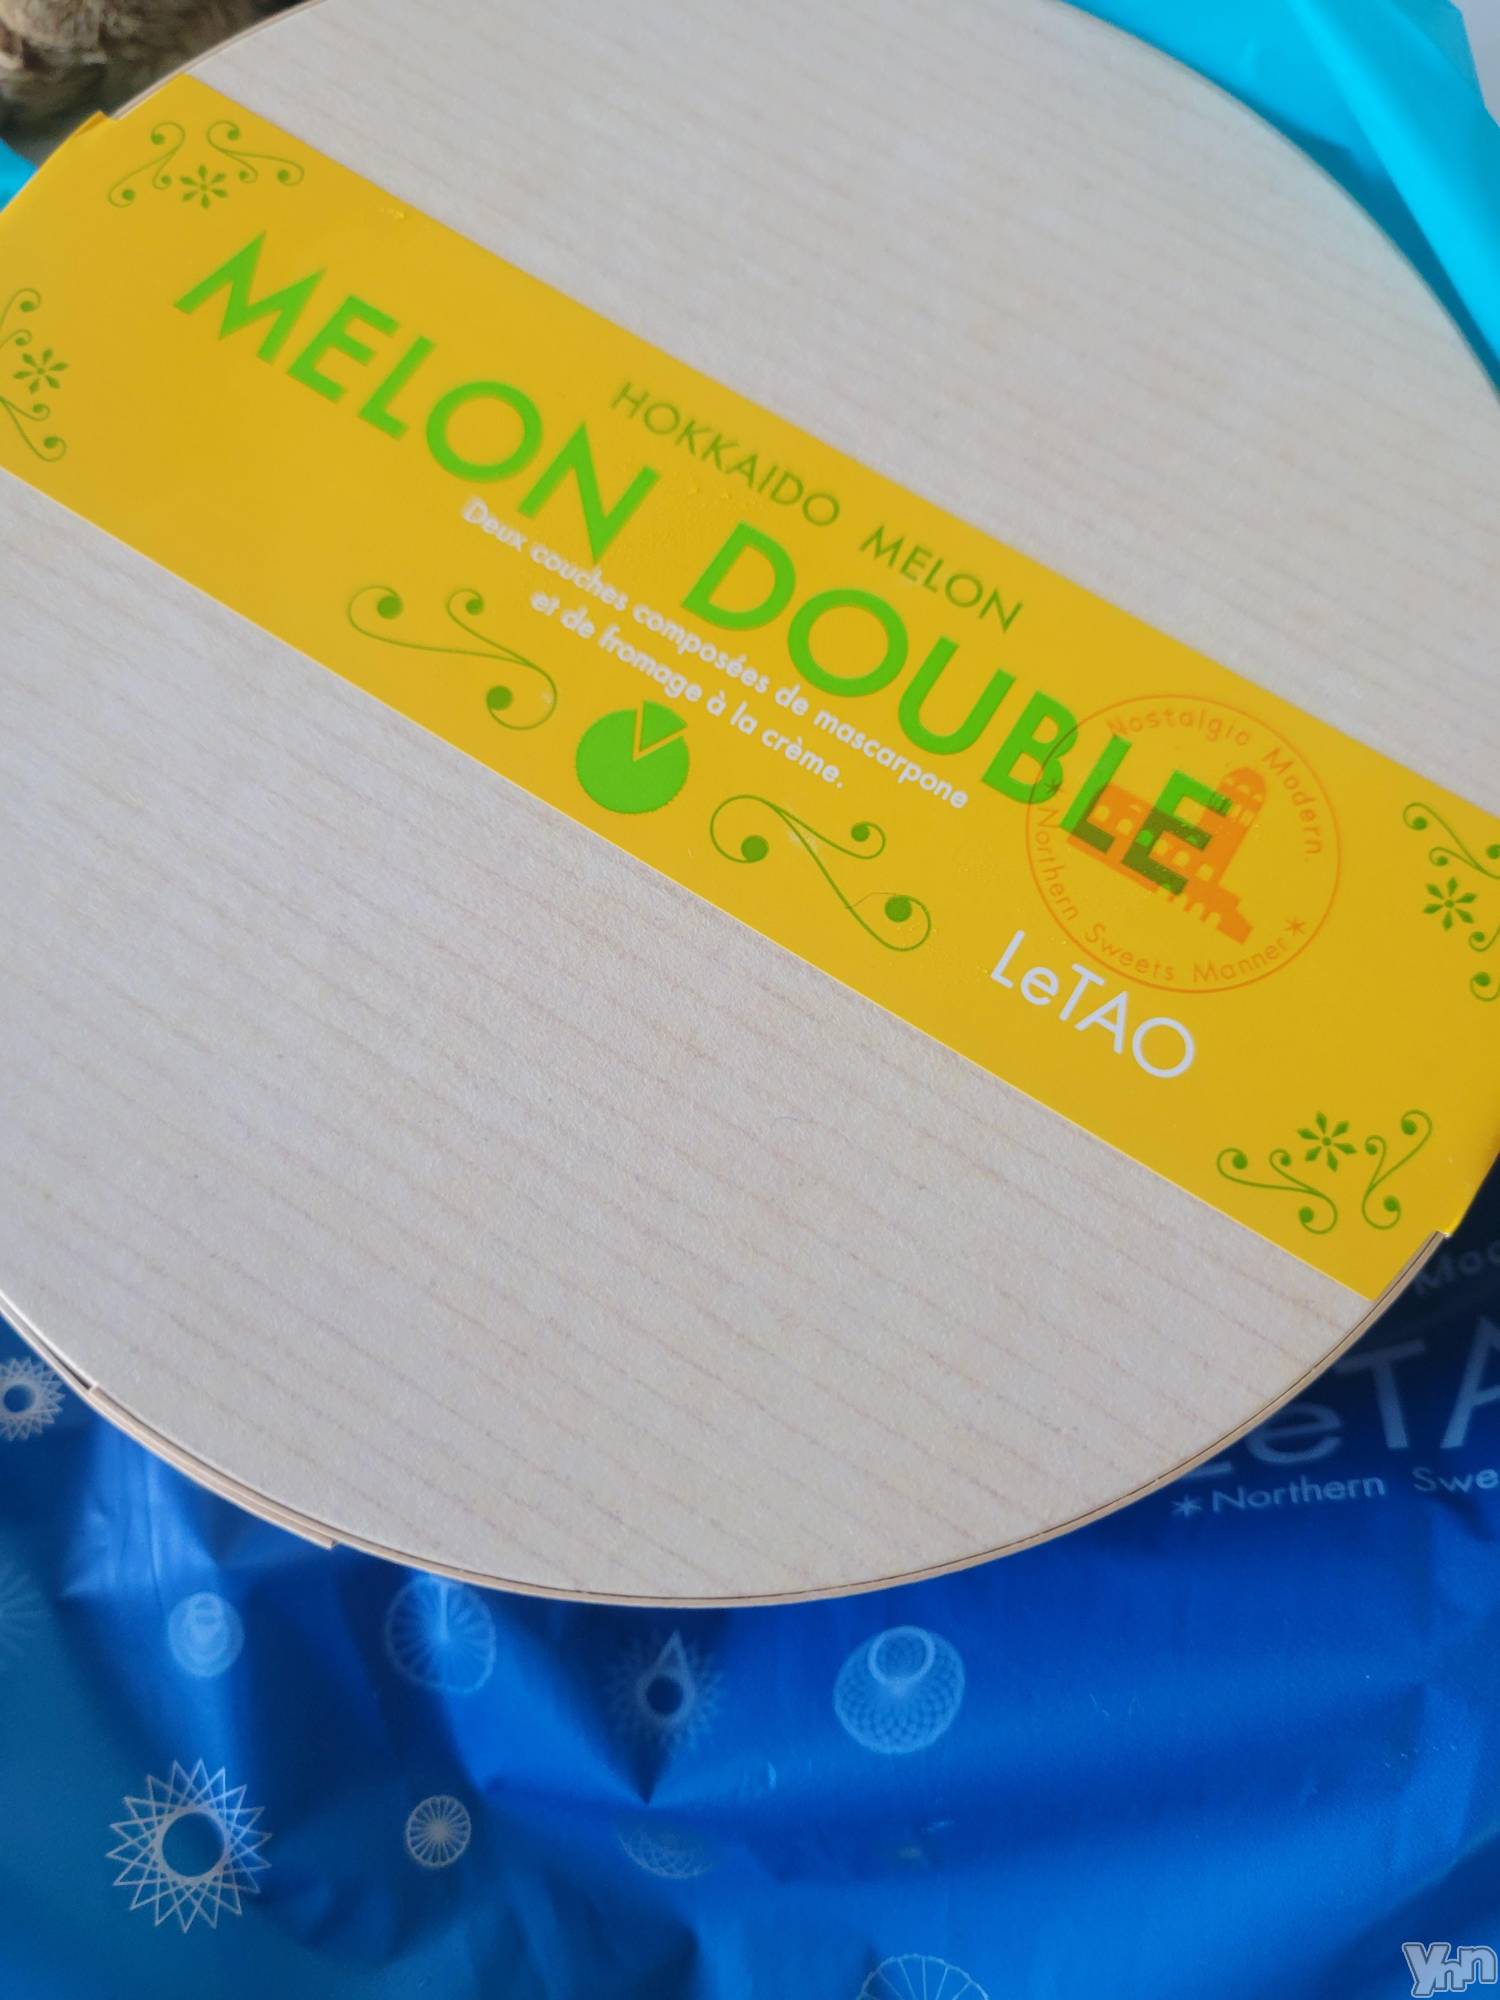 HOKKAIDO MELON
MELON DOUBLE
Deux couches composées de mascarpone
et de fromage à la crème.
Nostalgic Modern.
*Northern Sweets Manner*
LeTAO
LeTA
*Northern Swe